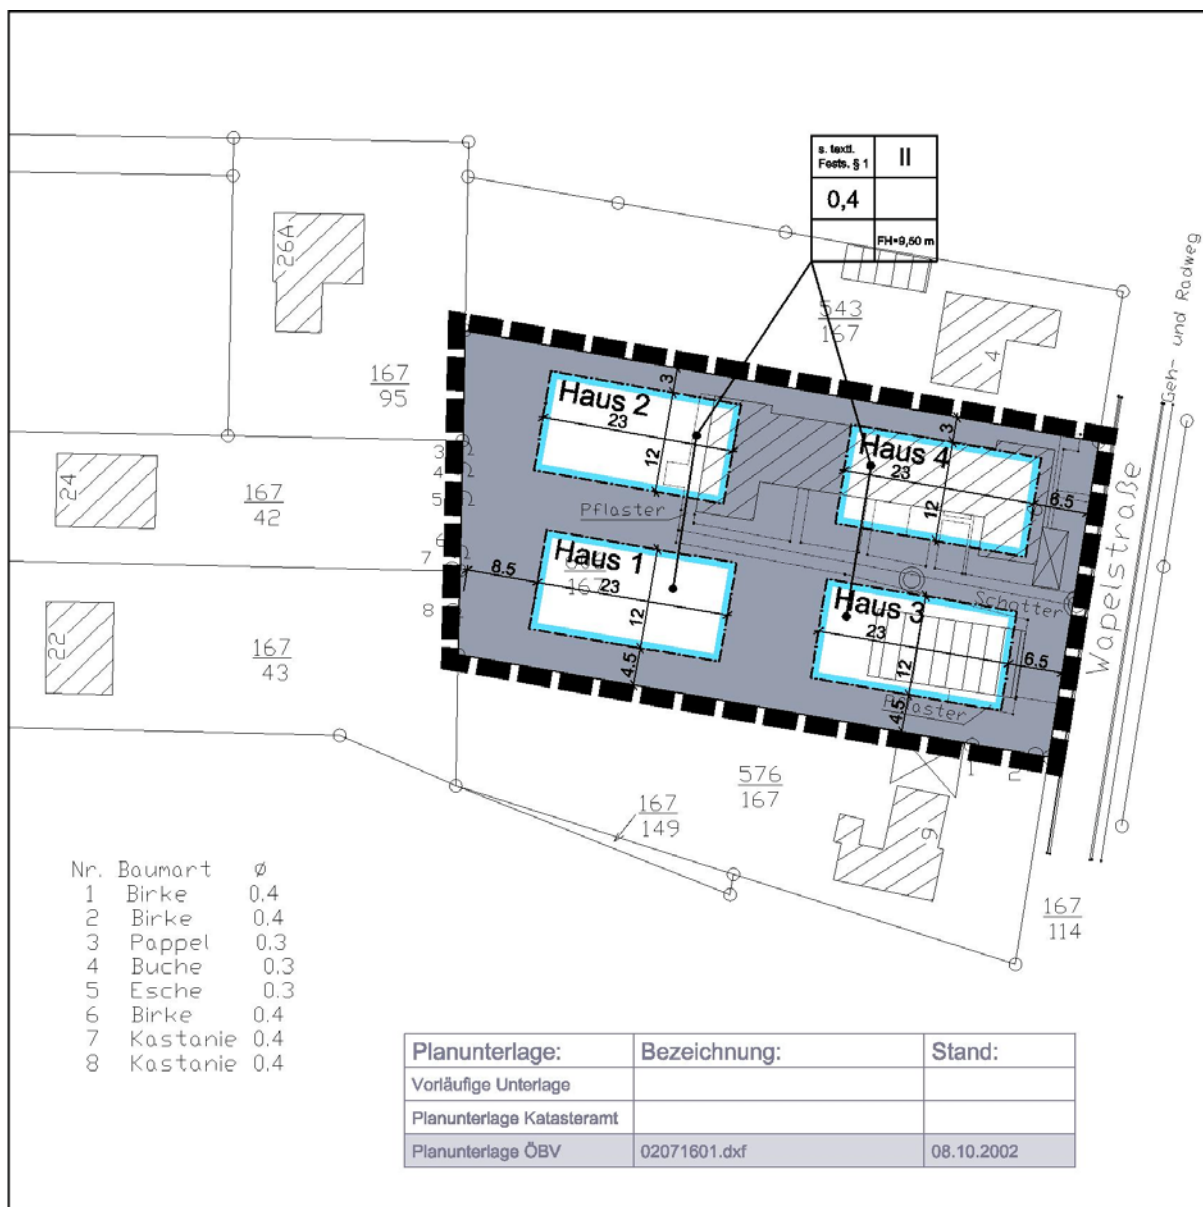 s. textl.
Fests. § 1
II
0,4
FH=9,50 m
Geh- und Radweg
26A
543
167
4
167
95
3
Haus 2
23
12
3
Haus 4
23
12
6.5
24
167
42
3
4
5
6
7
8
Pflaster
Wapelstraße
Haus 1
167
8.5
23
12
4.5
Schotter
Haus 3
23
12
6.5
4.5
Pflaster
22
167
43
1
2
576
167
167
149
9
167
114
Nr. Baumart ø
1 Birke 0.4
2 Birke 0.4
3 Pappel 0.3
4 Buche 0.3
5 Esche 0.3
6 Birke 0.4
7 Kastanie 0.4
8 Kastanie 0.4
Planunterlage: Bezeichnung: Stand:
Vorläufige Unterlage
Planunterlage Katasteramt
Planunterlage ÖBV 02071601.dxf 08.10.2002